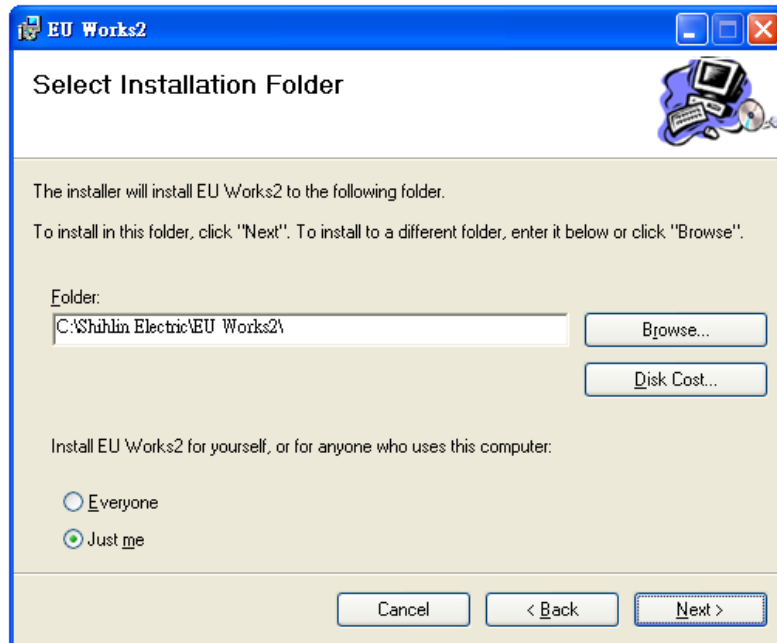 EU Works2
Select Installation Folder
The installer will install EU Works2 to the following folder.
To install in this folder, click "Next". To install to a different folder, enter it below or click "Browse".
Folder:
C:\Shihlin Electric\EU Works2\
Browse...
Disk Cost...
Install EU Works2 for yourself, or for anyone who uses this computer:
Everyone
Just me
Cancel
< Back
Next >